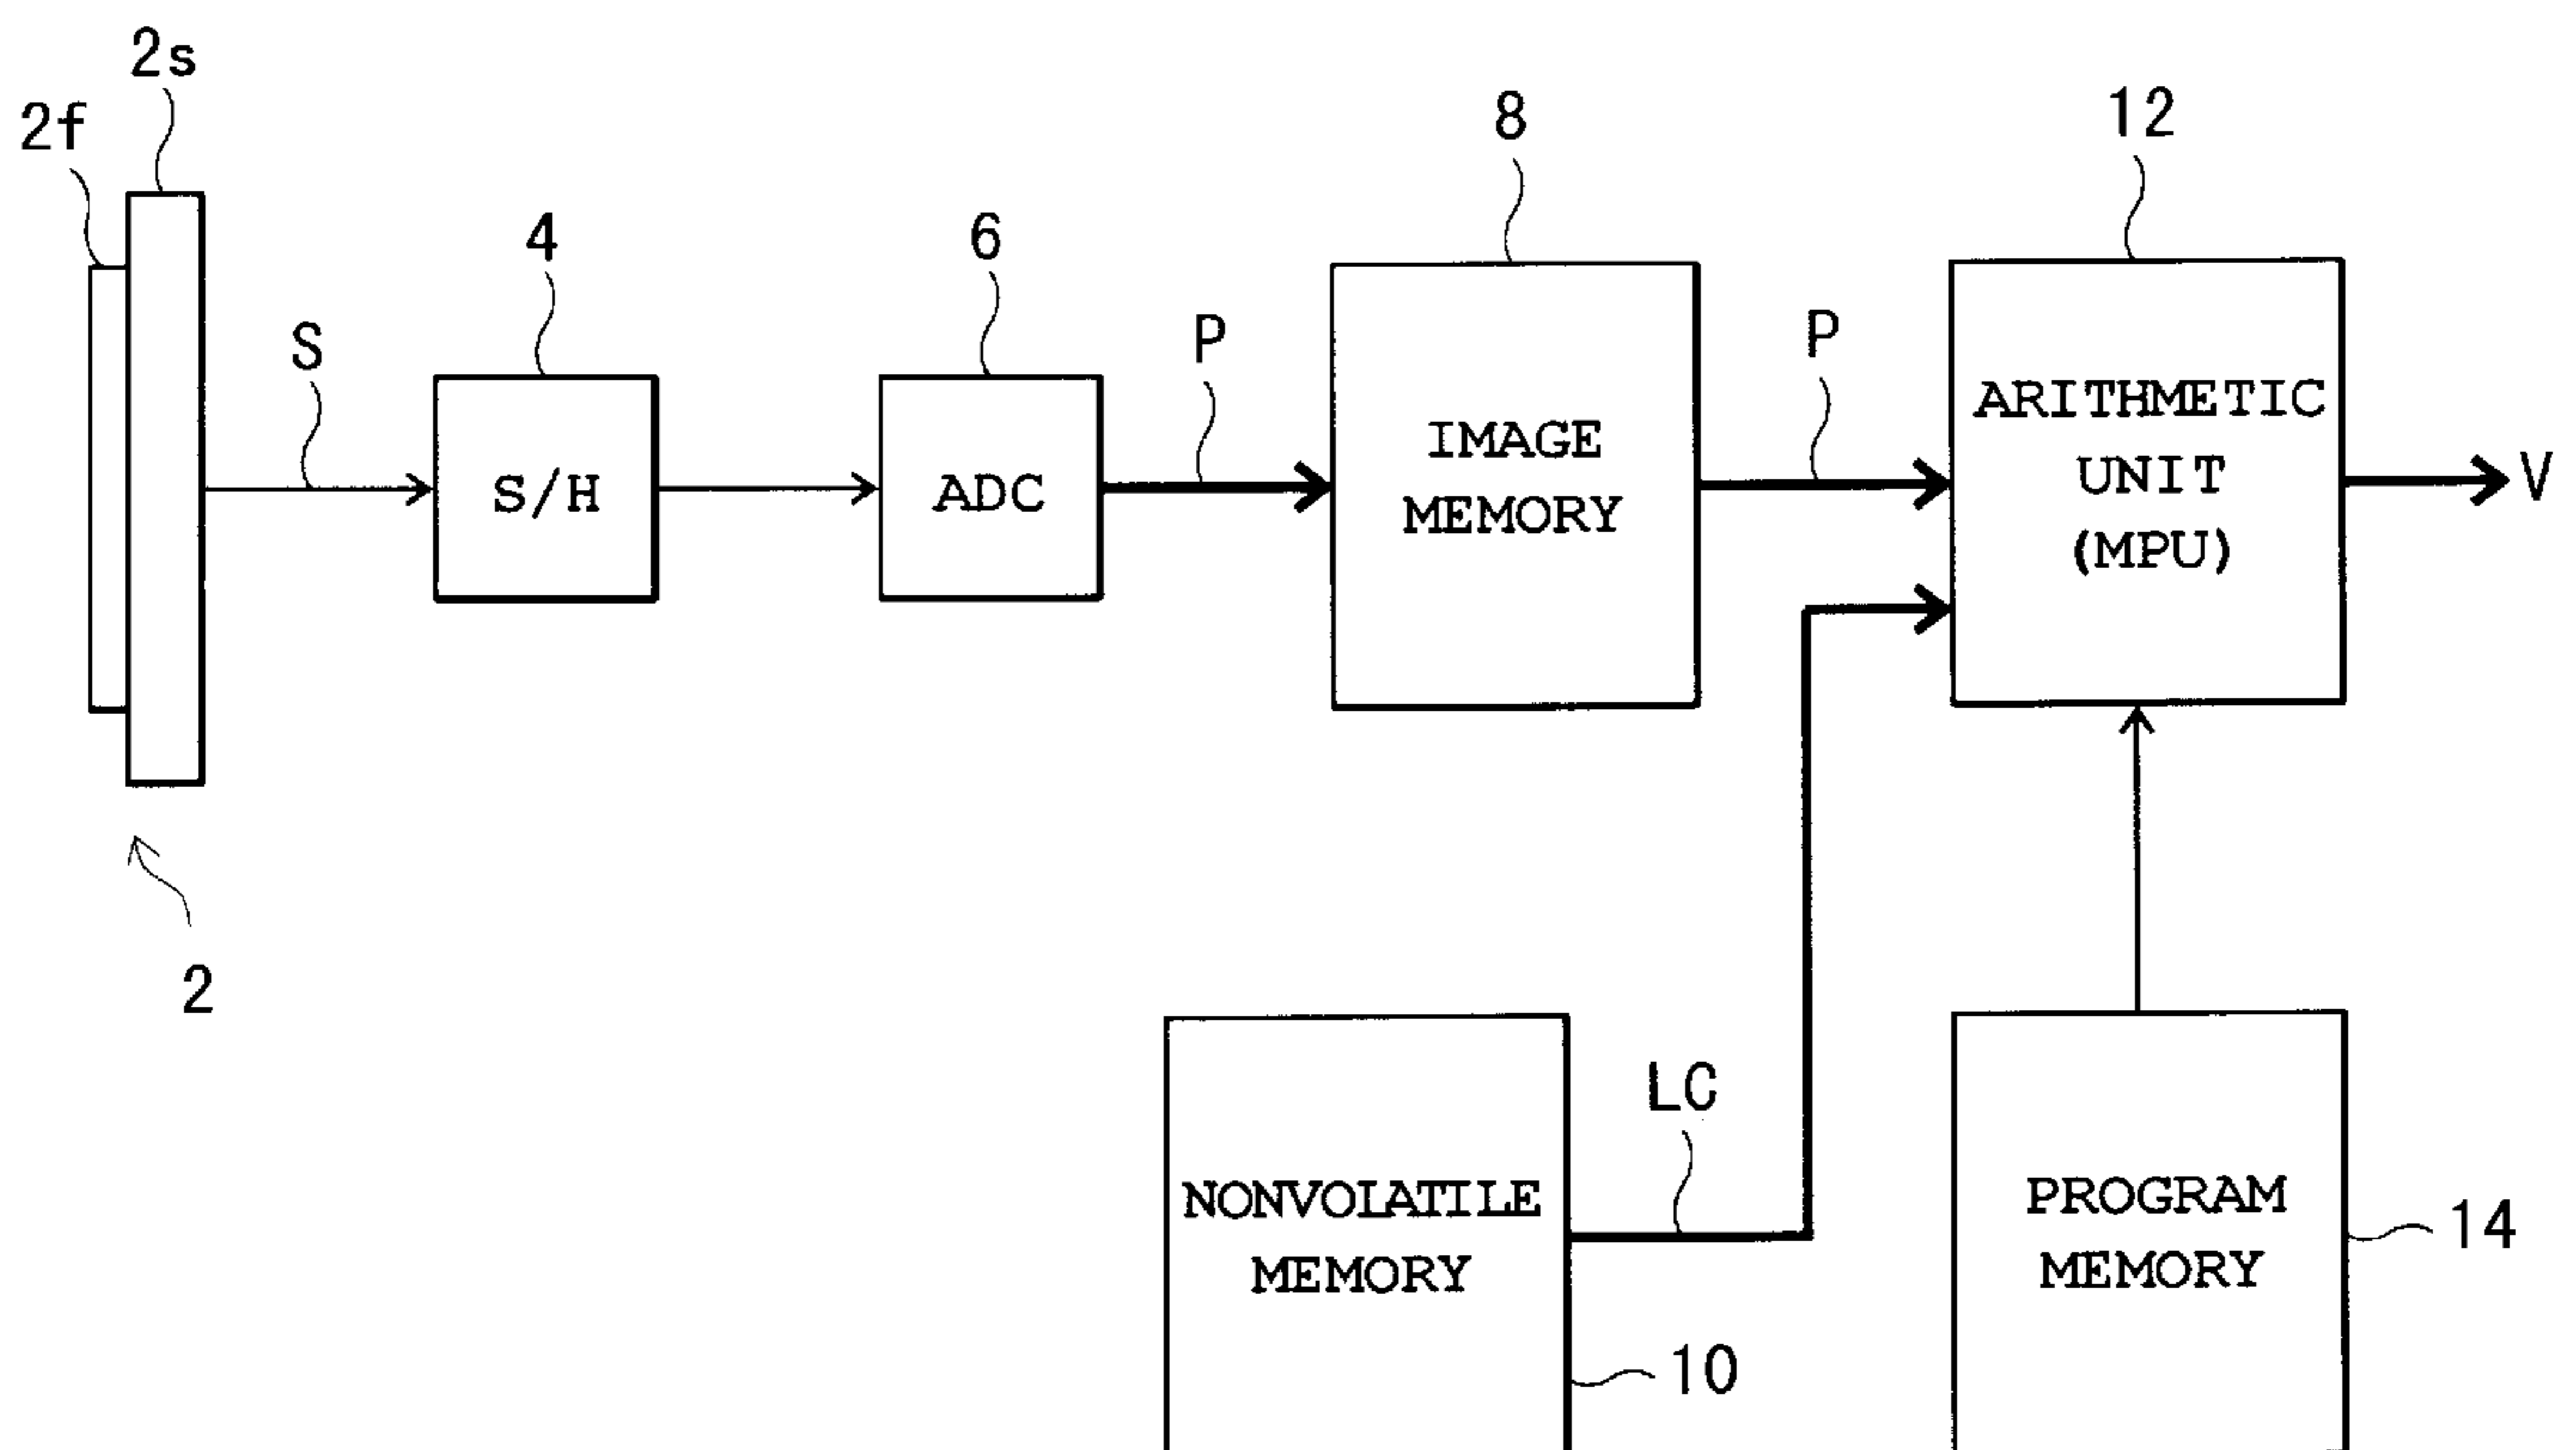 2s
2f
8
12
4
6
S
P
P
S/H
ADC
IMAGE
MEMORY
ARITHMETIC
UNIT
(MPU)
V
2
LC
NONVOLATILE
MEMORY
PROGRAM
MEMORY
14
10